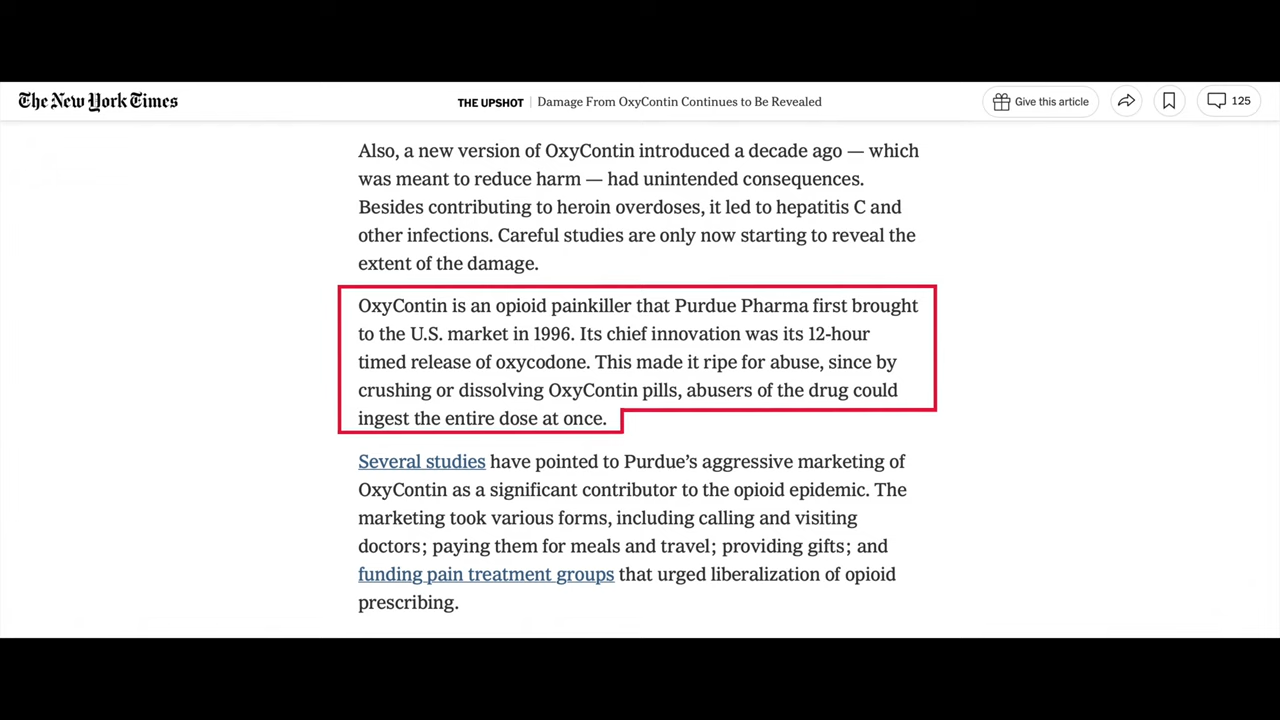 The New York Times
THE UPSHOT | Damage From OxyContin Continues to Be Revealed
Give this article
125
Also, a new version of OxyContin introduced a decade ago — which
was meant to reduce harm — had unintended consequences.
Besides contributing to heroin overdoses, it led to hepatitis C and
other infections. Careful studies are only now starting to reveal the
extent of the damage.
OxyContin is an opioid painkiller that Purdue Pharma first brought
to the U.S. market in 1996. Its chief innovation was its 12-hour
timed release of oxycodone. This made it ripe for abuse, since by
crushing or dissolving OxyContin pills, abusers of the drug could
ingest the entire dose at once.
Several studies have pointed to Purdue’s aggressive marketing of
OxyContin as a significant contributor to the opioid epidemic. The
marketing took various forms, including calling and visiting
doctors; paying them for meals and travel; providing gifts; and
funding pain treatment groups that urged liberalization of opioid
prescribing.